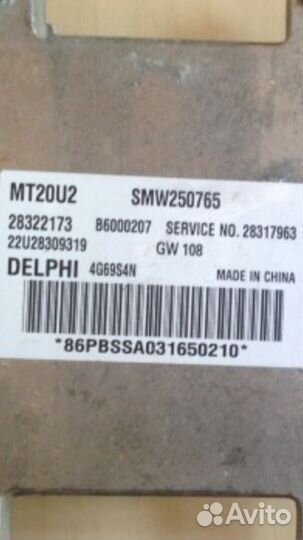 MT20U2 SMW250765
28322173 B6000207 SERVICE NO. 28317963
22U28309319 GW 108
DELPHI 4G69S4N MADE IN CHINA
*86PBSSA031650210*
Avito